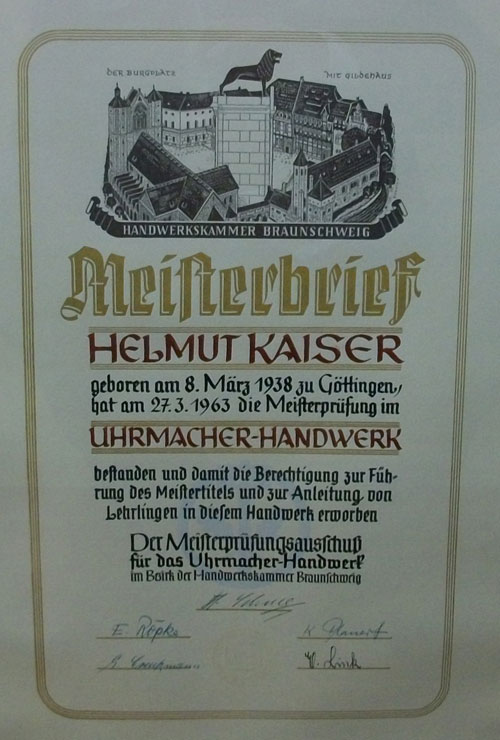 DER BURGPLATZ
MIT GILDEHAUS
HANDWERKSKAMMER BRAUNSCHWEIG
Meiſterbrief
HELMUT KAISER
geboren am 8. März 1938 zu Göttingen,
hat am 27.3.1963 die Meiſterprüfung im
UHRMACHER-HANDWERK
beſtanden und damit die Berechtigung zur Füh-
rung des Meiſtertitels und zur Anleitung von
Lehrlingen in dieſem Handwerk erworben
Der Meiſterprüfungsausſchuß
für das Uhrmacher-Handwerk
im Bezirk der Handwerkskammer Braunschweig
E. Röpke